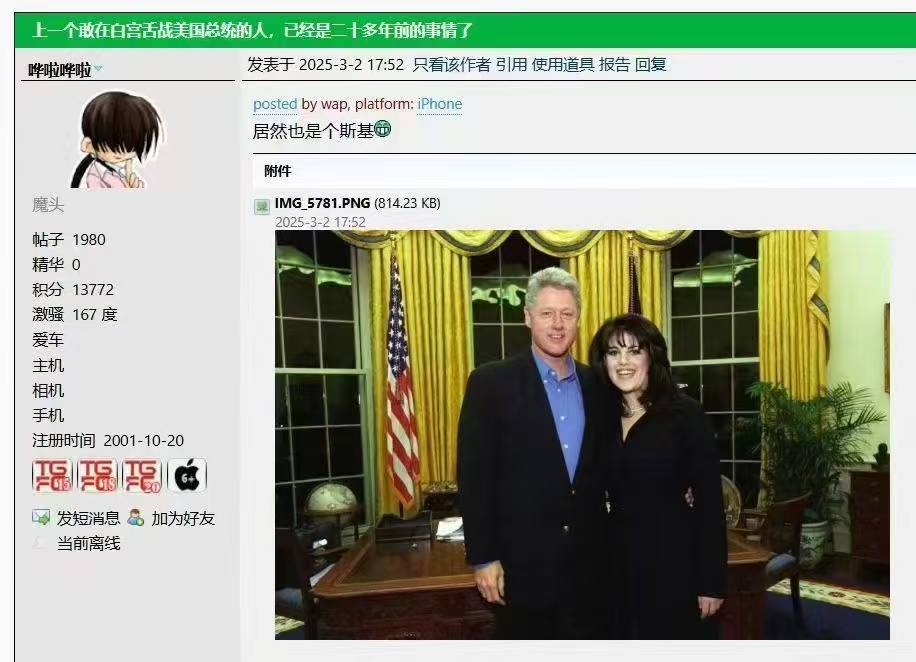 上一个敢在白宫舌战美国总统的人，已经是二十多年前的事情了
哗啦哗啦
发表于 2025-3-2 17:52 只看该作者 引用 使用道具 报告 回复
posted by wap, platform: iPhone
居然也是个斯基
附件
IMG_5781.PNG (814.23 KB)
2025-3-2 17:52
魔头
帖子 1980
精华 0
积分 13772
激骚 167 度
爱车
主机
相机
手机
注册时间 2001-10-20
TGFC15 TGFC18 TGFC20 6+
发短消息 加为好友
当前离线